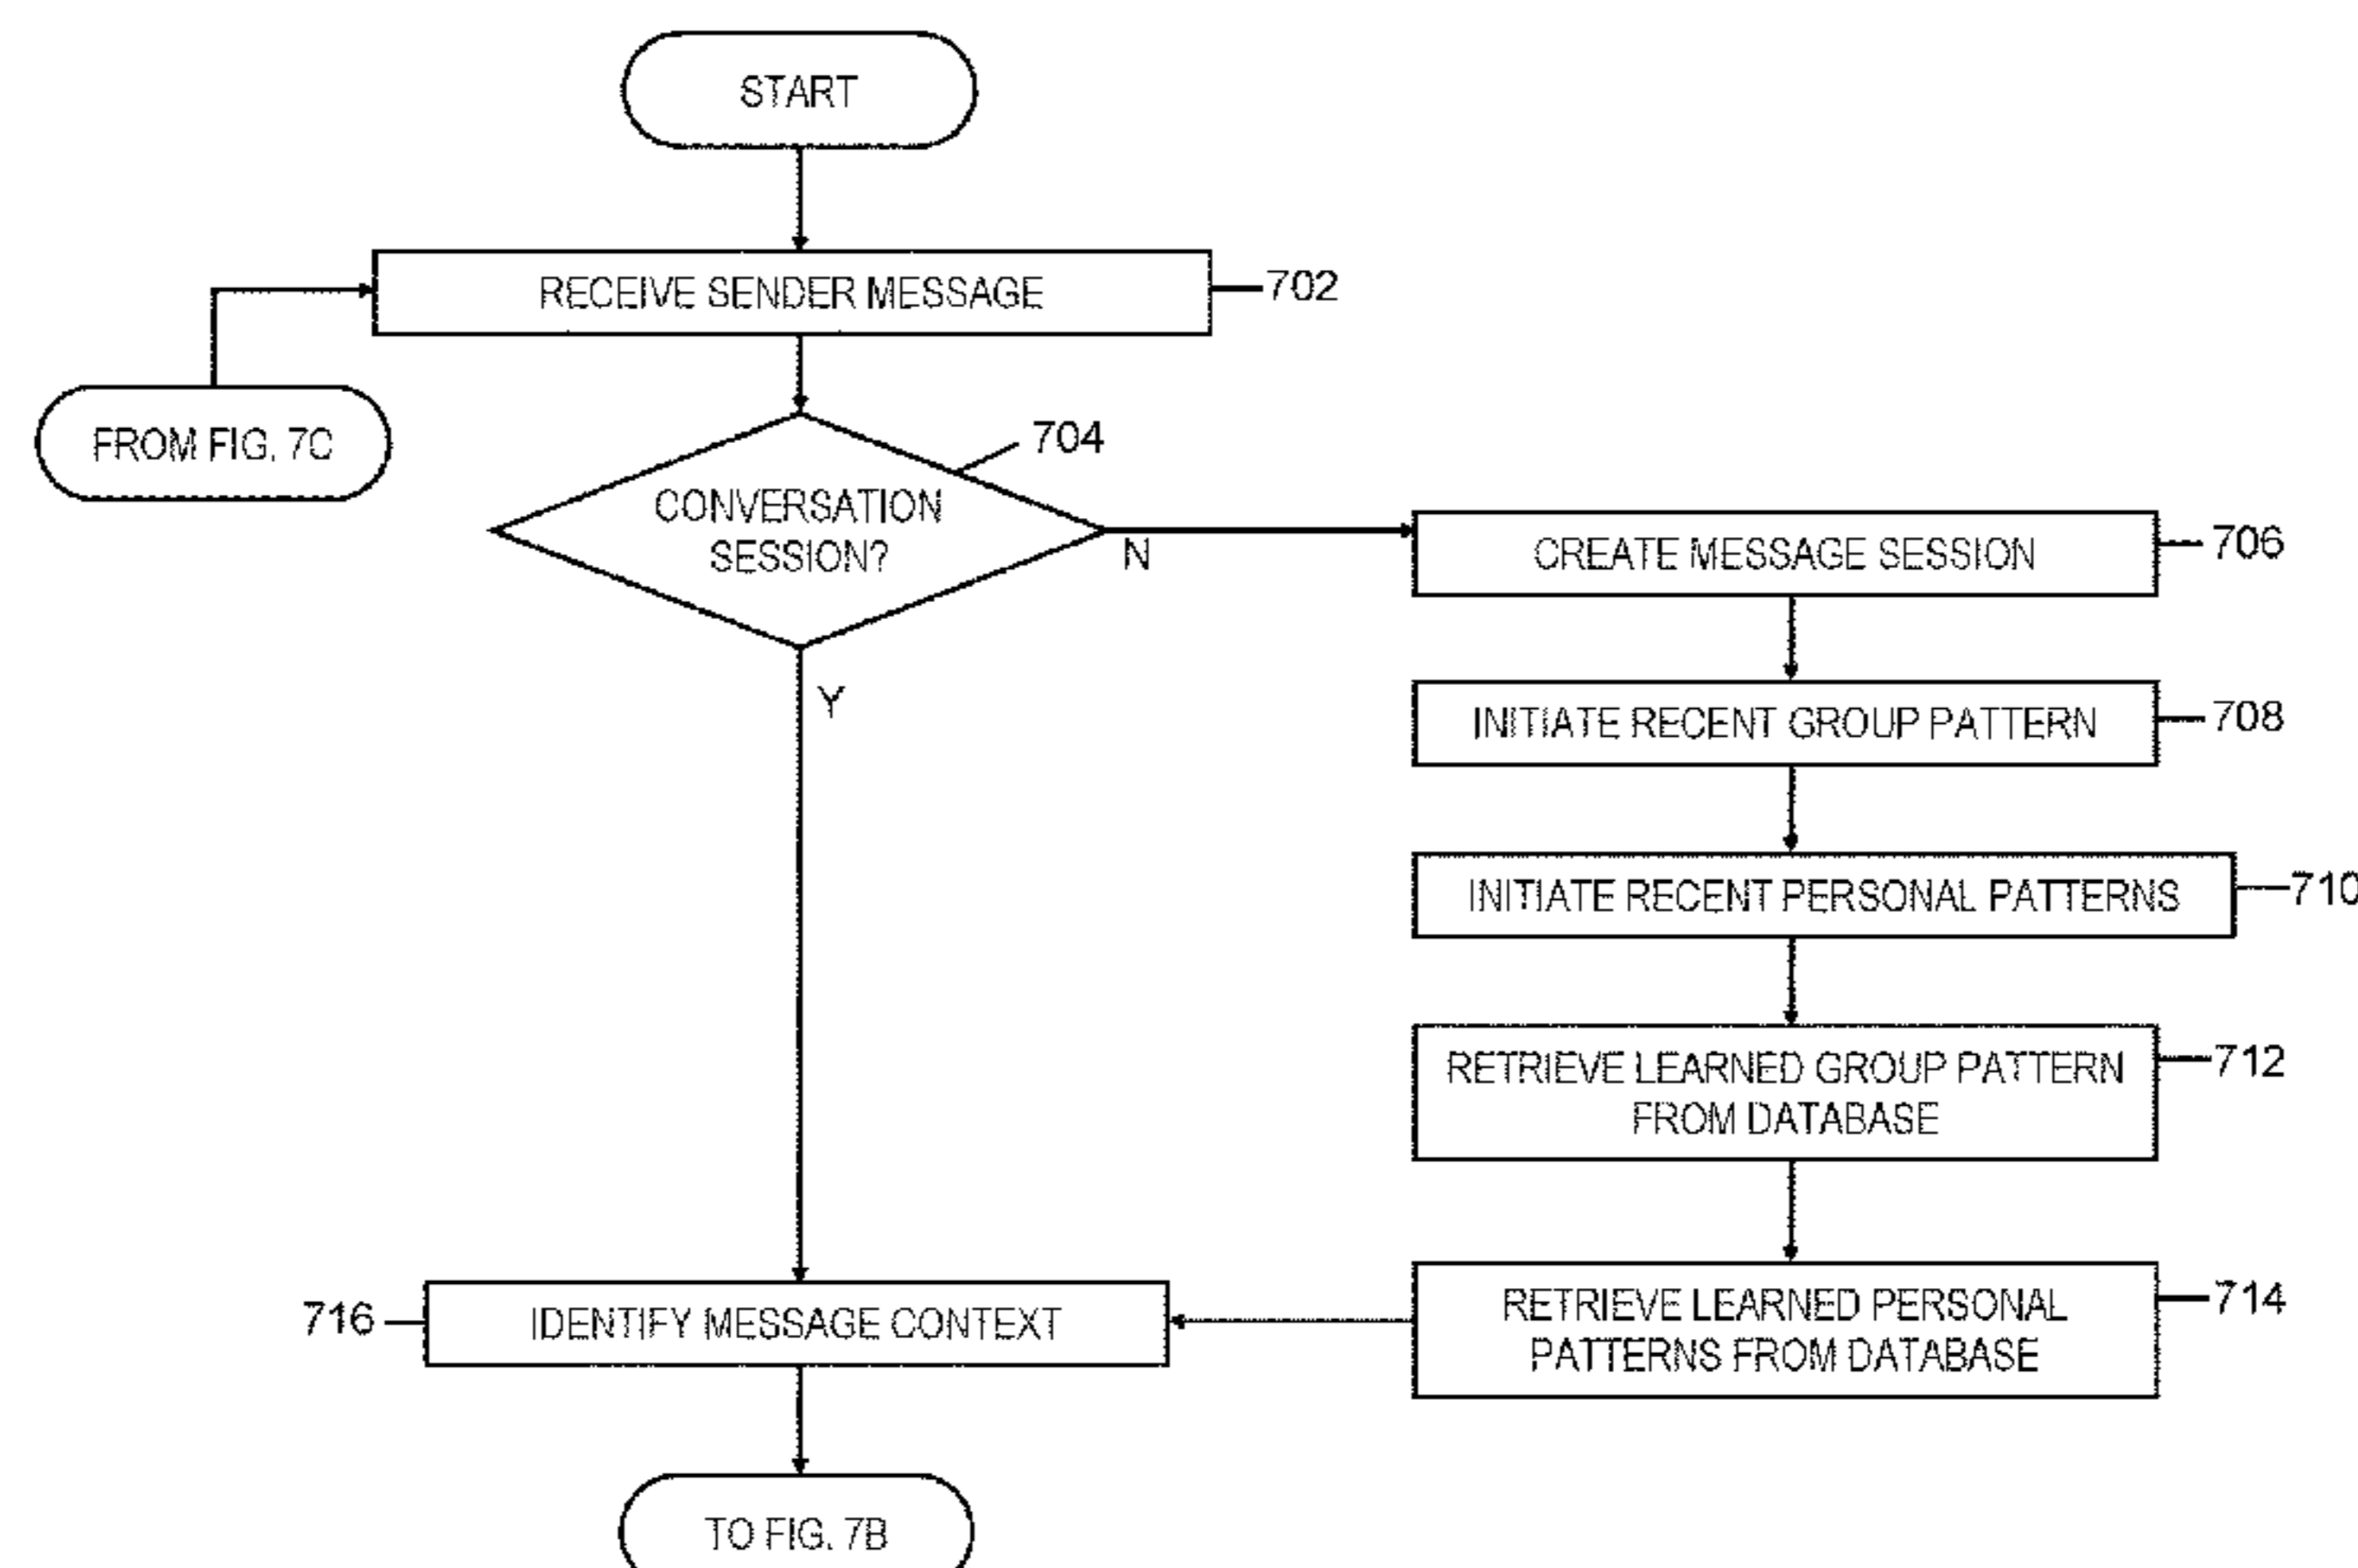 START
RECEIVE SENDER MESSAGE
702
FROM FIG. 7C
704
CONVERSATION
SESSION?
N
Y
CREATE MESSAGE SESSION
706
INITIATE RECENT GROUP PATTERN
708
INITIATE RECENT PERSONAL PATTERNS
710
RETRIEVE LEARNED GROUP PATTERN
FROM DATABASE
712
RETRIEVE LEARNED PERSONAL
PATTERNS FROM DATABASE
714
716
IDENTIFY MESSAGE CONTEXT
TO FIG. 7B